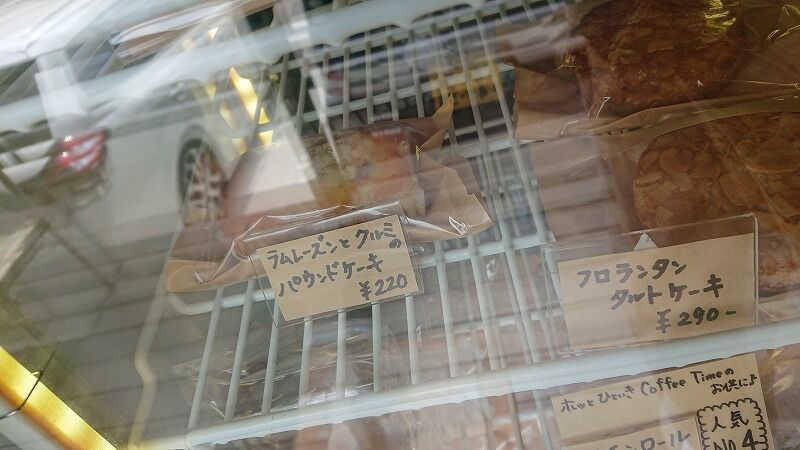 ラムレーズンとクルミの
パウンドケーキ
¥220
フロランタン
タルトケーキ
¥290-
ホッとひといき Coffee Timeの
お供に♪
人気
No.4